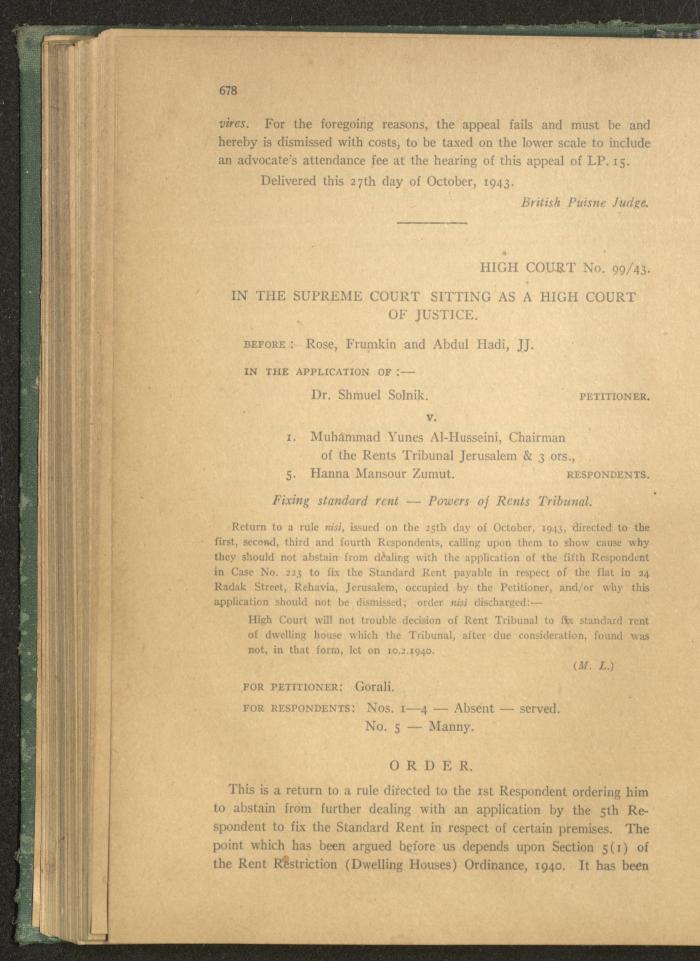 678
vires. For the foregoing reasons, the appeal fails and must be and
hereby is dismissed with costs, to be taxed on the lower scale to include
an advocate's attendance fee at the hearing of this appeal of LP. 15.
Delivered this 27th day of October, 1943.
British Puisne Judge.
HIGH COURT No. 99/43.
IN THE SUPREME COURT SITTING AS A HIGH COURT
OF JUSTICE.
BEFORE : Rose, Frumkin and Abdul Hadi, JJ.
IN THE APPLICATION OF :—
Dr. Shmuel Solnik. PETITIONER.
v.
1. Muhammad Yunes Al-Husseini, Chairman
of the Rents Tribunal Jerusalem & 3 ors.,
5. Hanna Mansour Zumut. RESPONDENTS.
Fixing standard rent — Powers of Rents Tribunal.
Return to a rule nisi, issued on the 25th day of October, 1943, directed to the
first, second, third and fourth Respondents, calling upon them to show cause why
they should not abstain from dealing with the application of the fifth Respondent
in Case No. 223 to fix the Standard Rent payable in respect of the flat in 24
Radak Street, Rehavia, Jerusalem, occupied by the Petitioner, and/or why this
application should not be dismissed; order nisi discharged:—
High Court will not trouble decision of Rent Tribunal to fix standard rent
of dwelling house which the Tribunal, after due consideration, found was
not, in that form, let on 10.2.1940.
(M. L.)
FOR PETITIONER: Gorali.
FOR RESPONDENTS: Nos. 1—4 — Absent — served.
No. 5 — Manny.
ORDER.
This is a return to a rule directed to the 1st Respondent ordering him
to abstain from further dealing with an application by the 5th Re-
spondent to fix the Standard Rent in respect of certain premises. The
point which has been argued before us depends upon Section 5(1) of
the Rent Restriction (Dwelling Houses) Ordinance, 1940. It has been